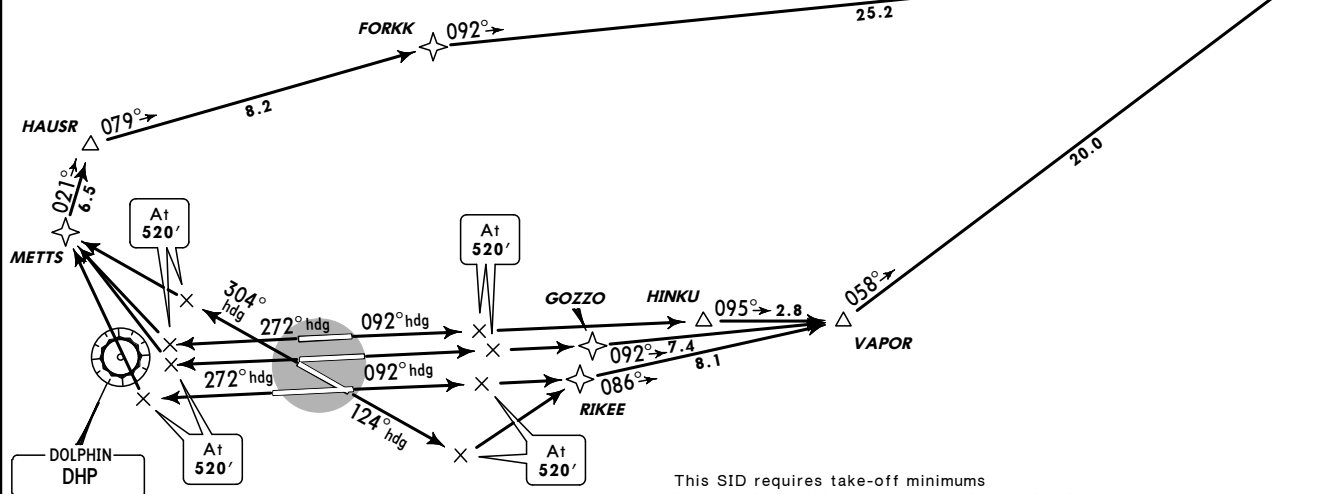 25.2
FORKK 092°
8.2
HAUSR 079°
20.0
021°
6.5
METTS
At
520'
At
520'
058°
304°
hdg
272° hdg
092° hdg
GOZZO
HINKU
095° 2.8
VAPOR
092° 7.4
8.1
086°
RIKEE
272° hdg
092° hdg
124° hdg
At
520'
At
520'
DOLPHIN
DHP
This SID requires take-off minimums